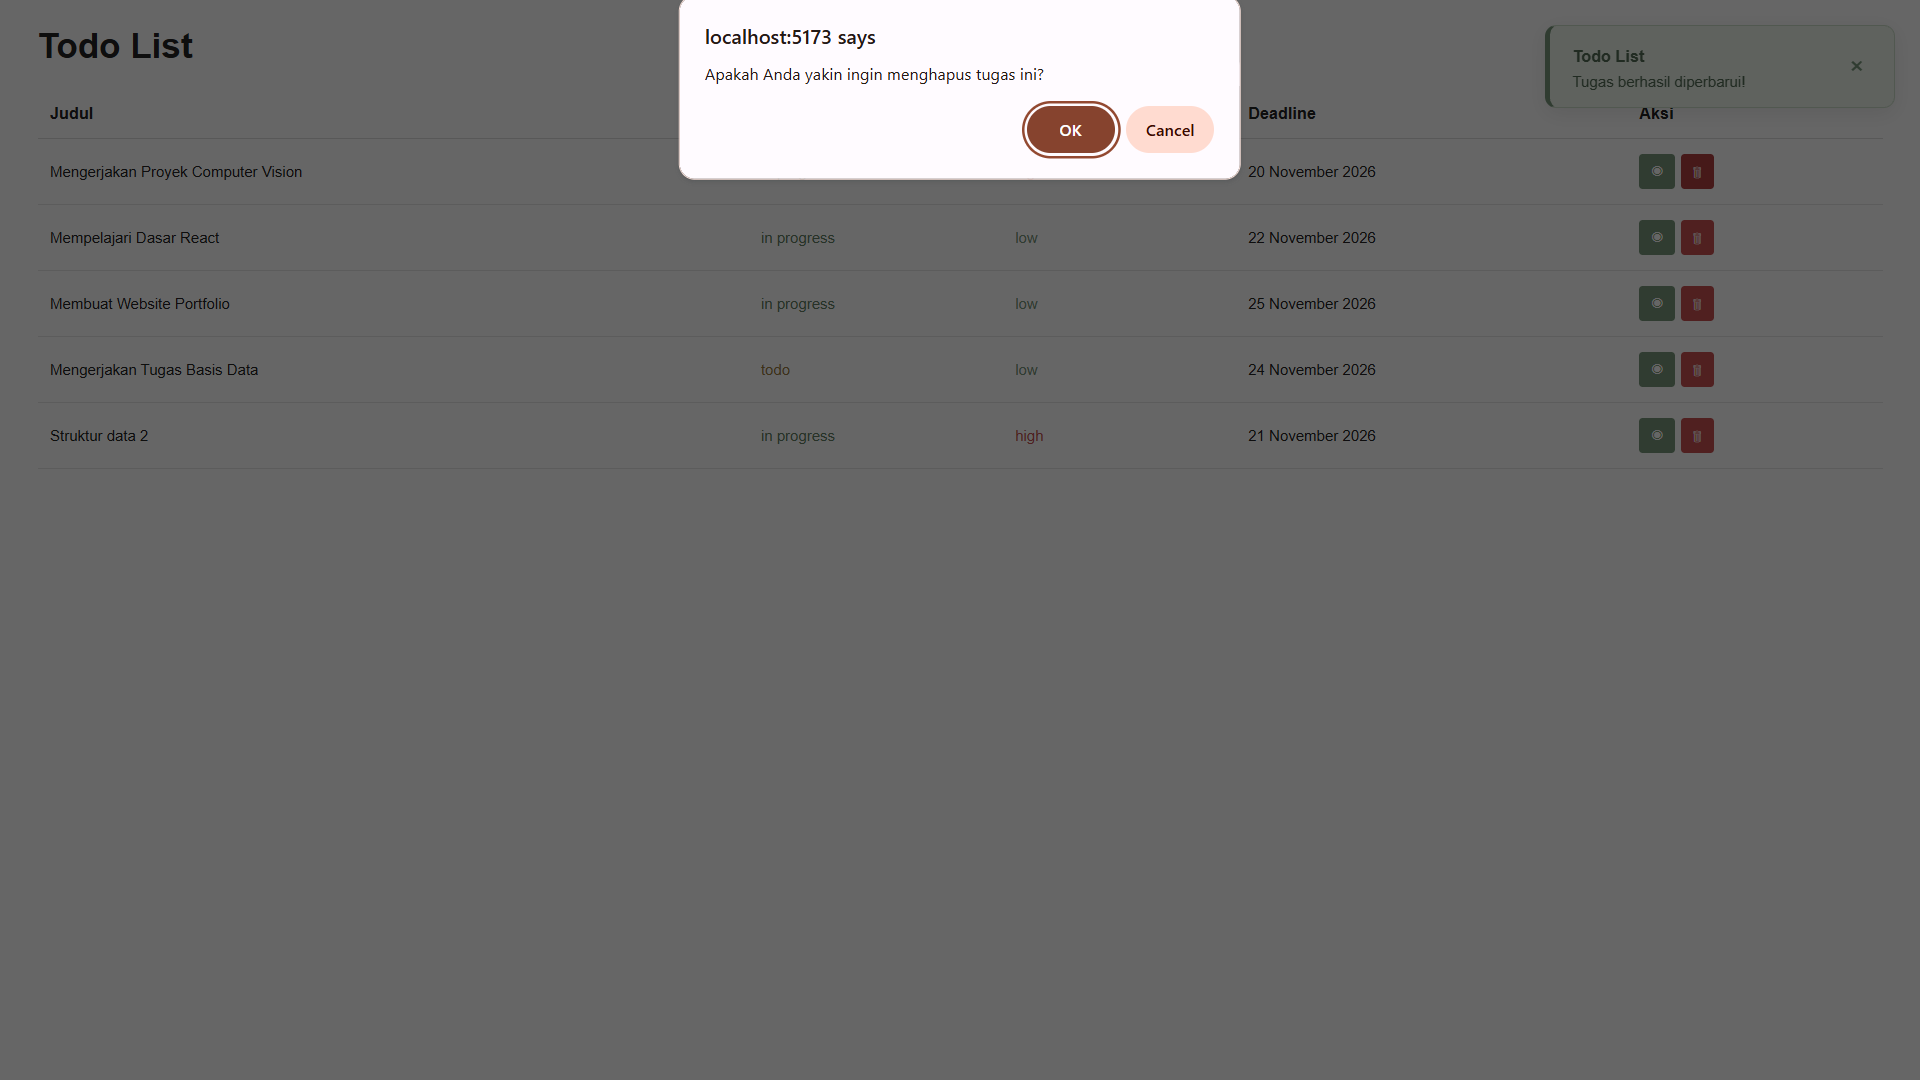 Todo List
localhost:5173 says
Apakah Anda yakin ingin menghapus tugas ini?
OK Cancel
Todo List
Tugas berhasil diperbarui!
Judul Deadline Aksi
Mengerjakan Proyek Computer Vision 20 November 2026
Mempelajari Dasar React in progress low 22 November 2026
Membuat Website Portfolio in progress low 25 November 2026
Mengerjakan Tugas Basis Data todo low 24 November 2026
Struktur data 2 in progress high 21 November 2026